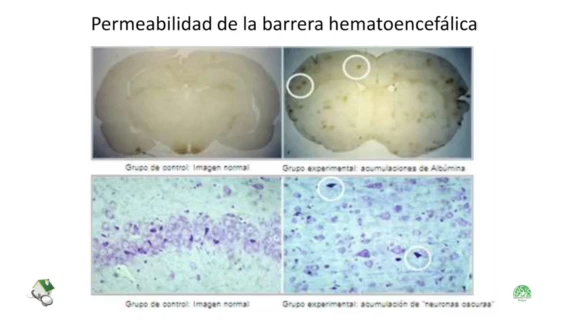 Permeabilidad de la barrera hematoencefálica
Grupo de control: Imagen normal
Grupo experimental: acumulaciones de Albúmina
Grupo de control: Imagen normal
Grupo experimental: acumulación de "neuronas oscuras"